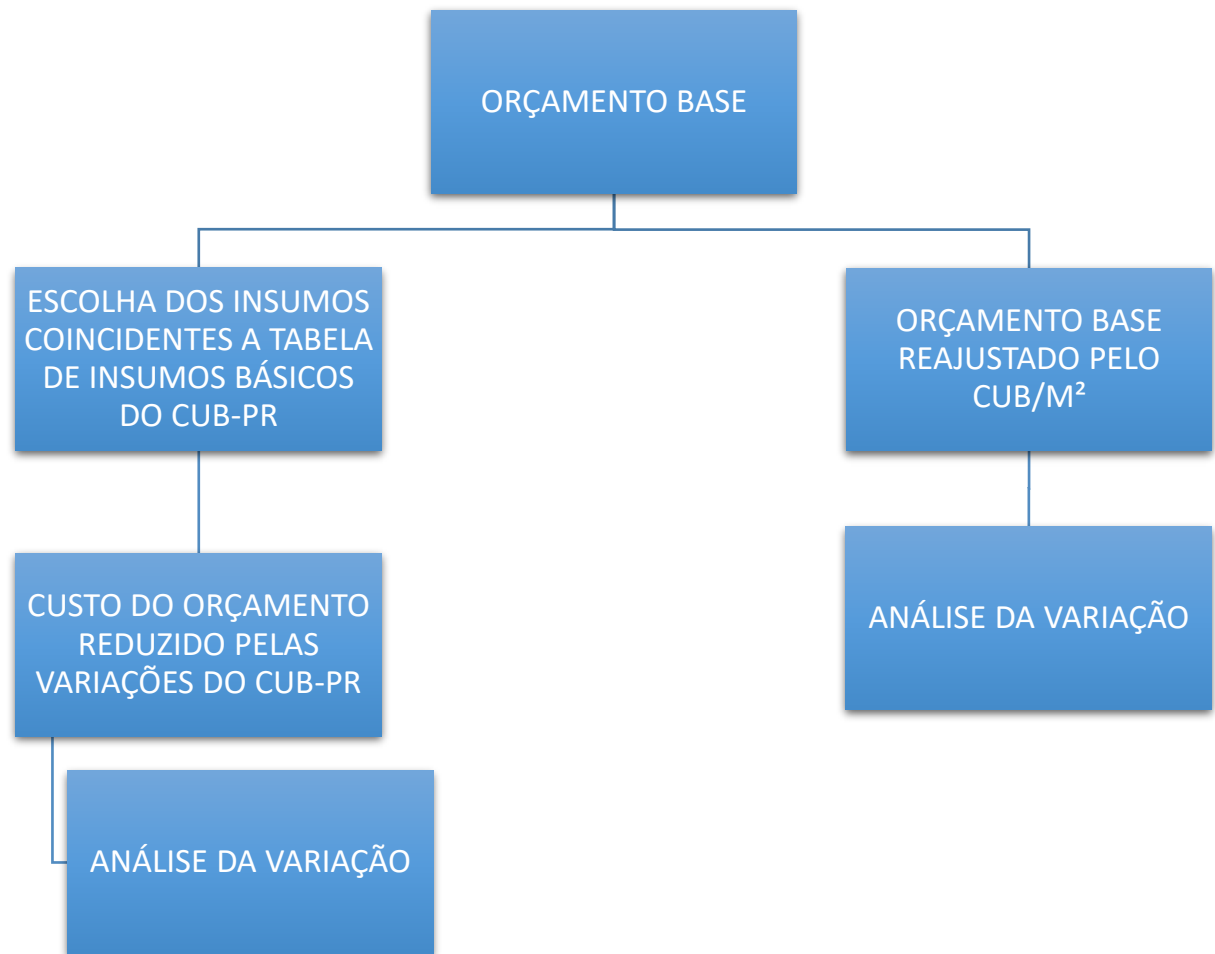 ORÇAMENTO BASE
ESCOLHA DOS INSUMOS
COINCIDENTES A TABELA
DE INSUMOS BÁSICOS
DO CUB-PR
CUSTO DO ORÇAMENTO
REDUZIDO PELAS
VARIAÇÕES DO CUB-PR
ANÁLISE DA VARIAÇÃO
ORÇAMENTO BASE
REAJUSTADO PELO
CUB/M²
ANÁLISE DA VARIAÇÃO